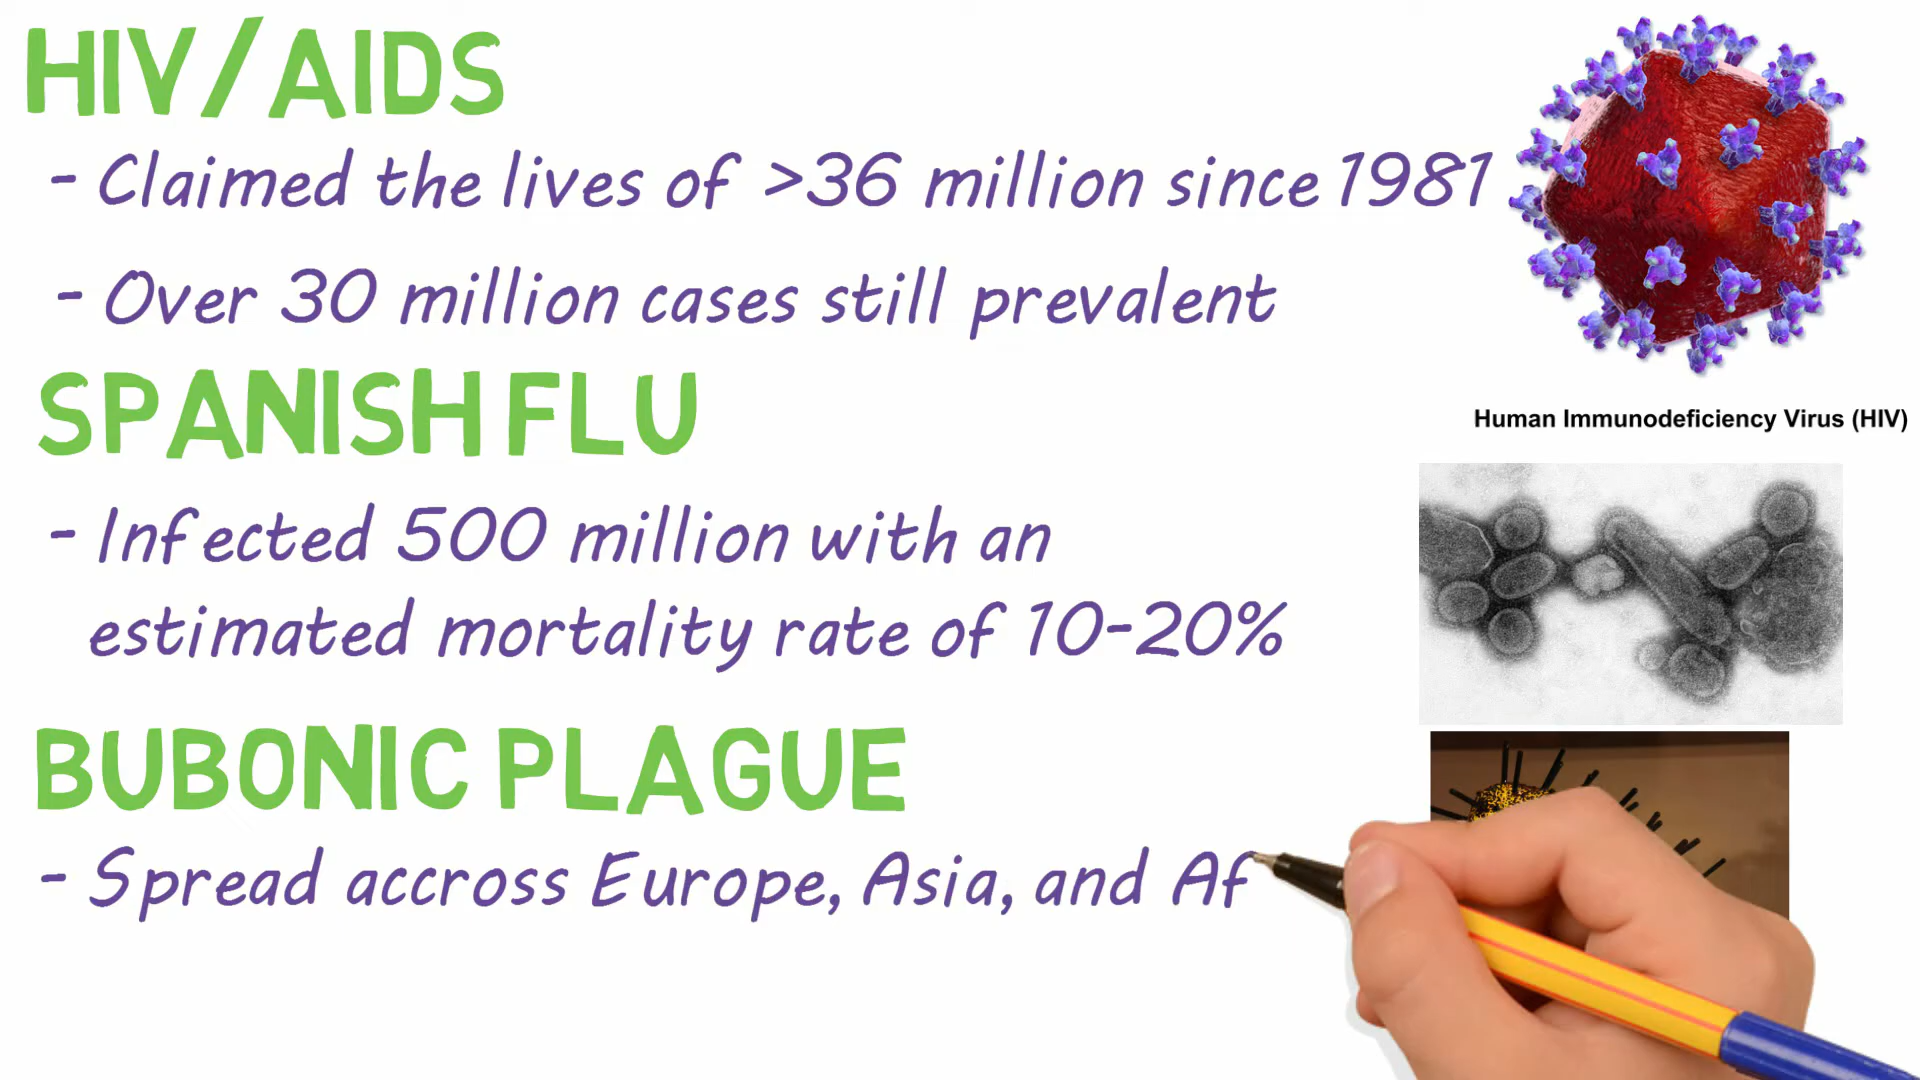 HIV/AIDS
- Claimed the lives of >36 million since 1981
- Over 30 million cases still prevalent
SPANISH FLU
Human Immunodeficiency Virus (HIV)
- Infected 500 million with an
estimated mortality rate of 10-20%
BUBONIC PLAGUE
- Spread accross Europe, Asia, and Af